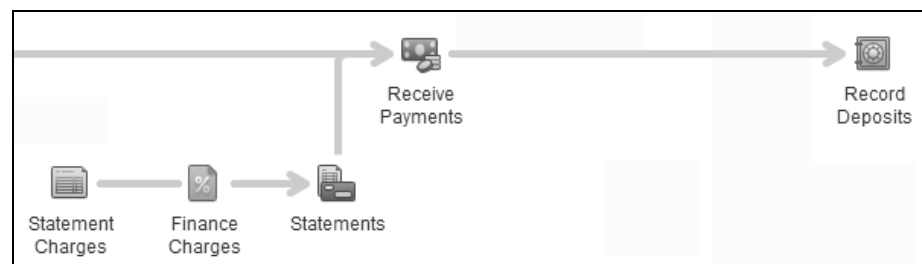 Receive
Payments
Record
Deposits
Statement
Charges
Finance
Charges
Statements